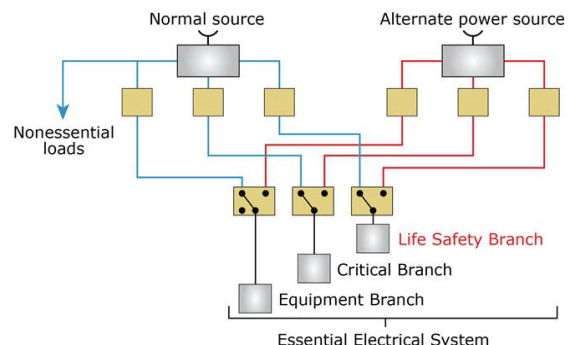 Normal source
Alternate power source
Nonessential
loads
Life Safety Branch
Critical Branch
Equipment Branch
Essential Electrical System